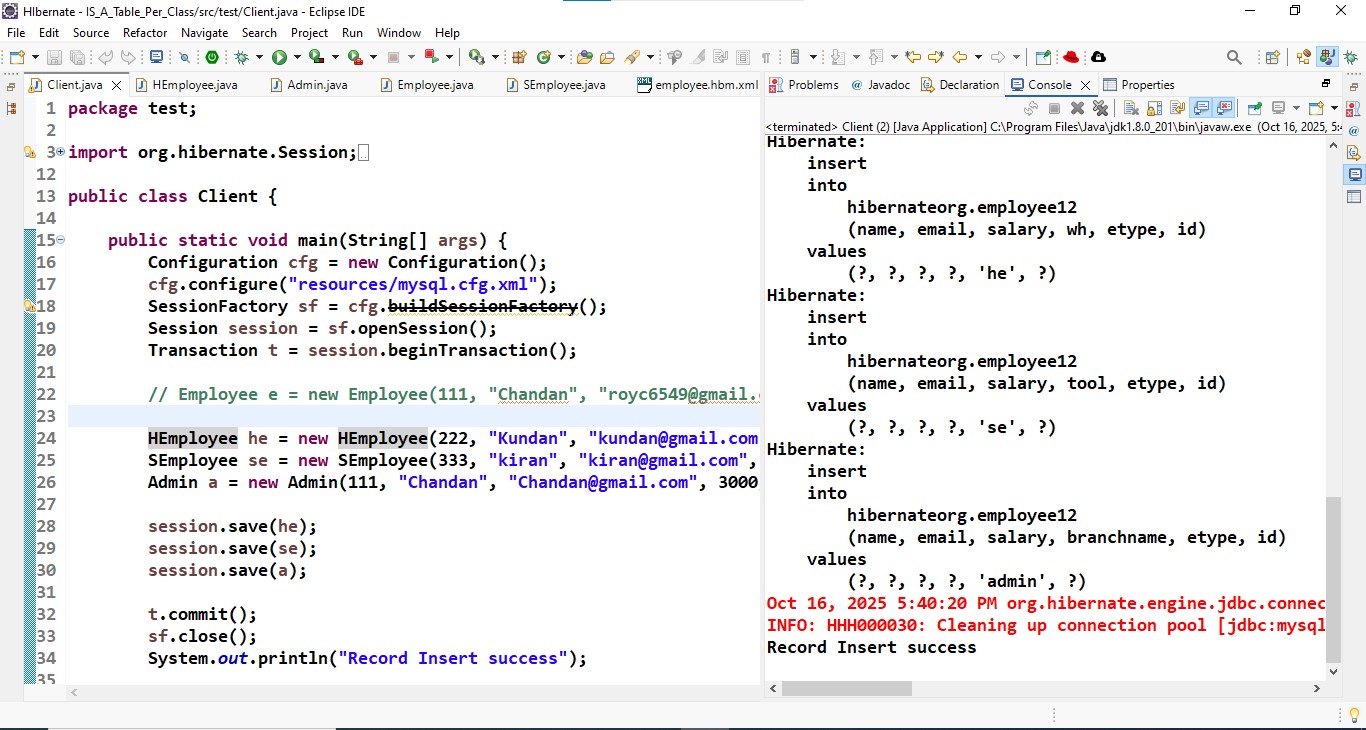 HIbernate - IS_A_Table_Per_Class/src/test/Client.java - Eclipse IDE
File Edit Source Refactor Navigate Search Project Run Window Help
Client.java HEmployee.java Admin.java Employee.java SEmployee.java employee.hbm.xml
1 package test;
2
3 import org.hibernate.Session;
12
13 public class Client {
14
15 public static void main(String[] args) {
16 Configuration cfg = new Configuration();
17 cfg.configure("resources/mysql.cfg.xml");
18 SessionFactory sf = cfg.buildSessionFactory();
19 Session session = sf.openSession();
20 Transaction t = session.beginTransaction();
21
22 // Employee e = new Employee(111, "Chandan", "royc6549@gmail.
23
24 HEmployee he = new HEmployee(222, "Kundan", "kundan@gmail.com
25 SEmployee se = new SEmployee(333, "kiran", "kiran@gmail.com",
26 Admin a = new Admin(111, "Chandan", "Chandan@gmail.com", 3000
27
28 session.save(he);
29 session.save(se);
30 session.save(a);
31
32 t.commit();
33 sf.close();
34 System.out.println("Record Insert success");
35
Problems Javadoc Declaration Console Properties
<terminated> Client (2) [Java Application] C:\Program Files\Java\jdk1.8.0_201\bin\javaw.exe (Oct 16, 2025, 5:4
Hibernate:
insert
into
hibernateorg.employee12
(name, email, salary, wh, etype, id)
values
(?, ?, ?, ?, 'he', ?)
Hibernate:
insert
into
hibernateorg.employee12
(name, email, salary, tool, etype, id)
values
(?, ?, ?, ?, 'se', ?)
Hibernate:
insert
into
hibernateorg.employee12
(name, email, salary, branchname, etype, id)
values
(?, ?, ?, ?, 'admin', ?)
Oct 16, 2025 5:40:20 PM org.hibernate.engine.jdbc.connec
INFO: HHH000030: Cleaning up connection pool [jdbc:mysql
Record Insert success